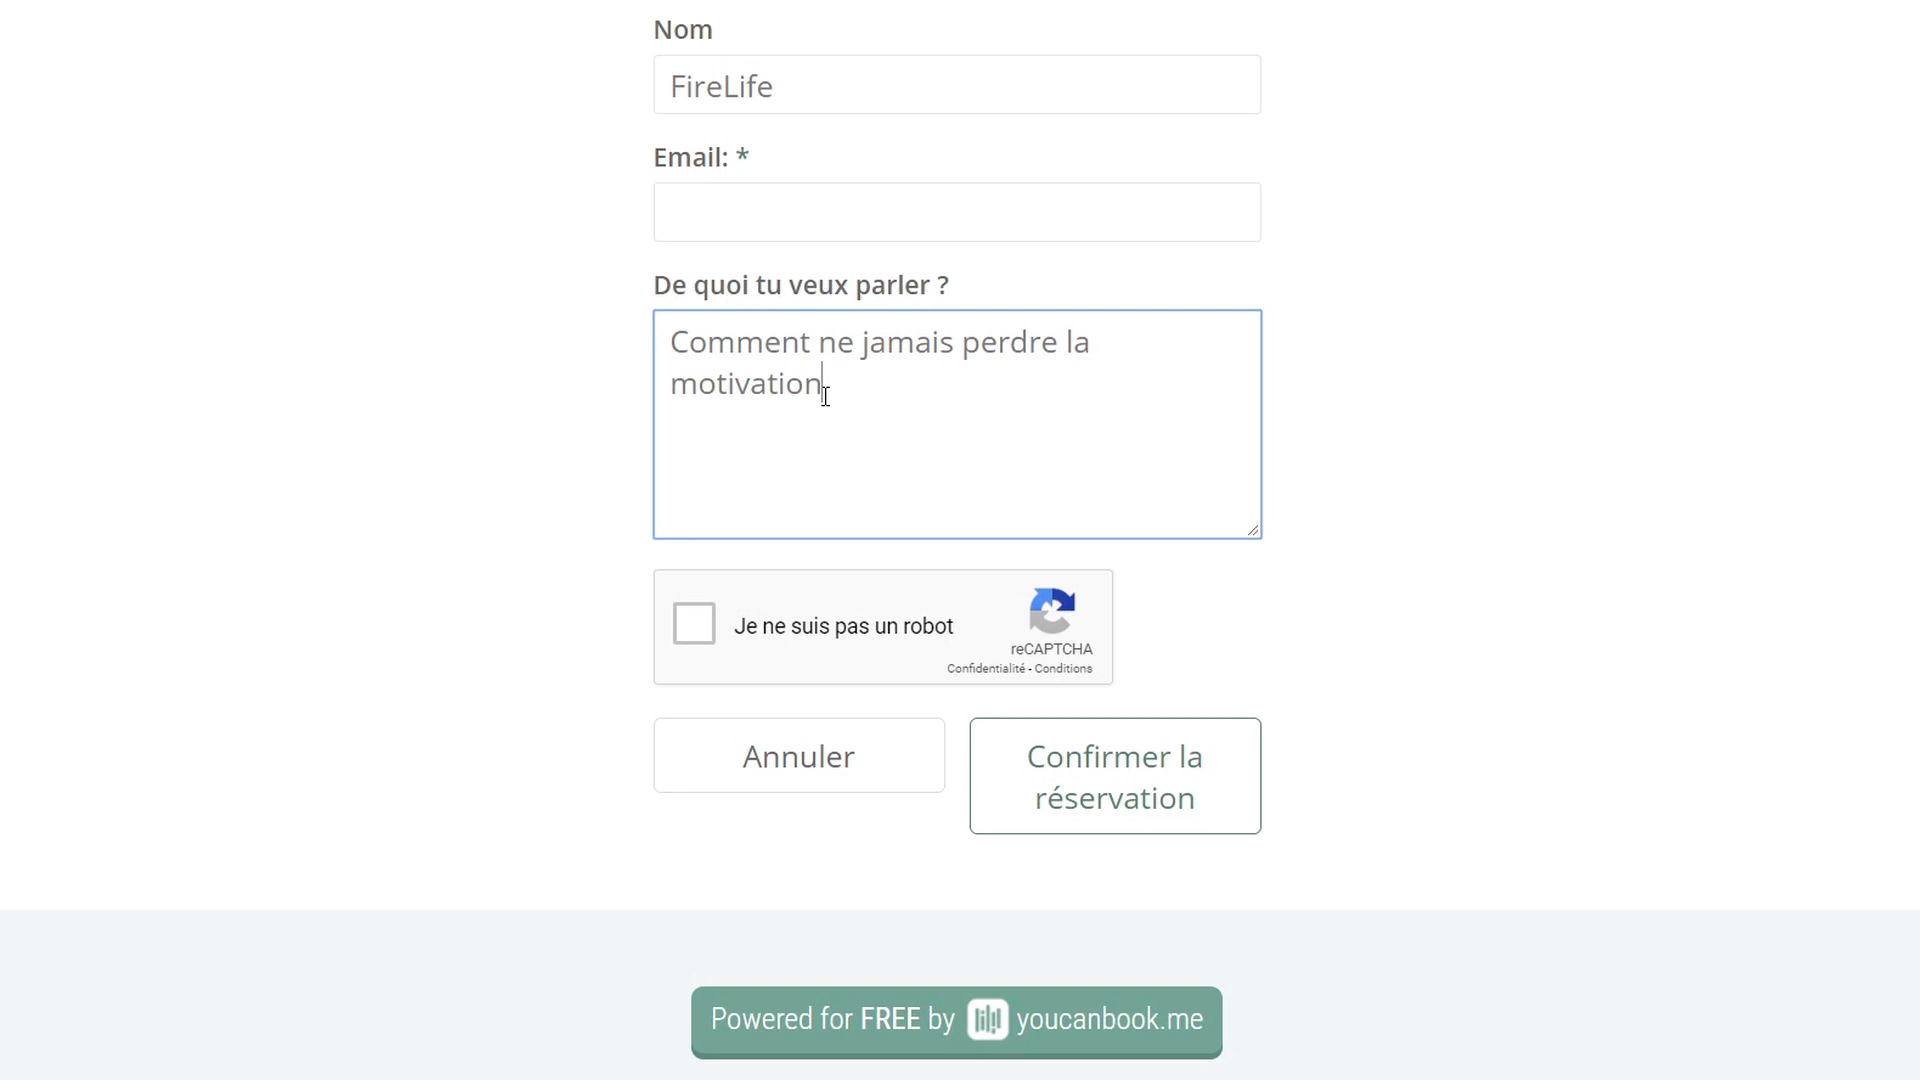 Nom
FireLife
Email: *
De quoi tu veux parler ?
Comment ne jamais perdre la
motivation
Je ne suis pas un robot
reCAPTCHA
Confidentialité - Conditions
Annuler
Confirmer la
réservation
Powered for FREE by youcanbook.me